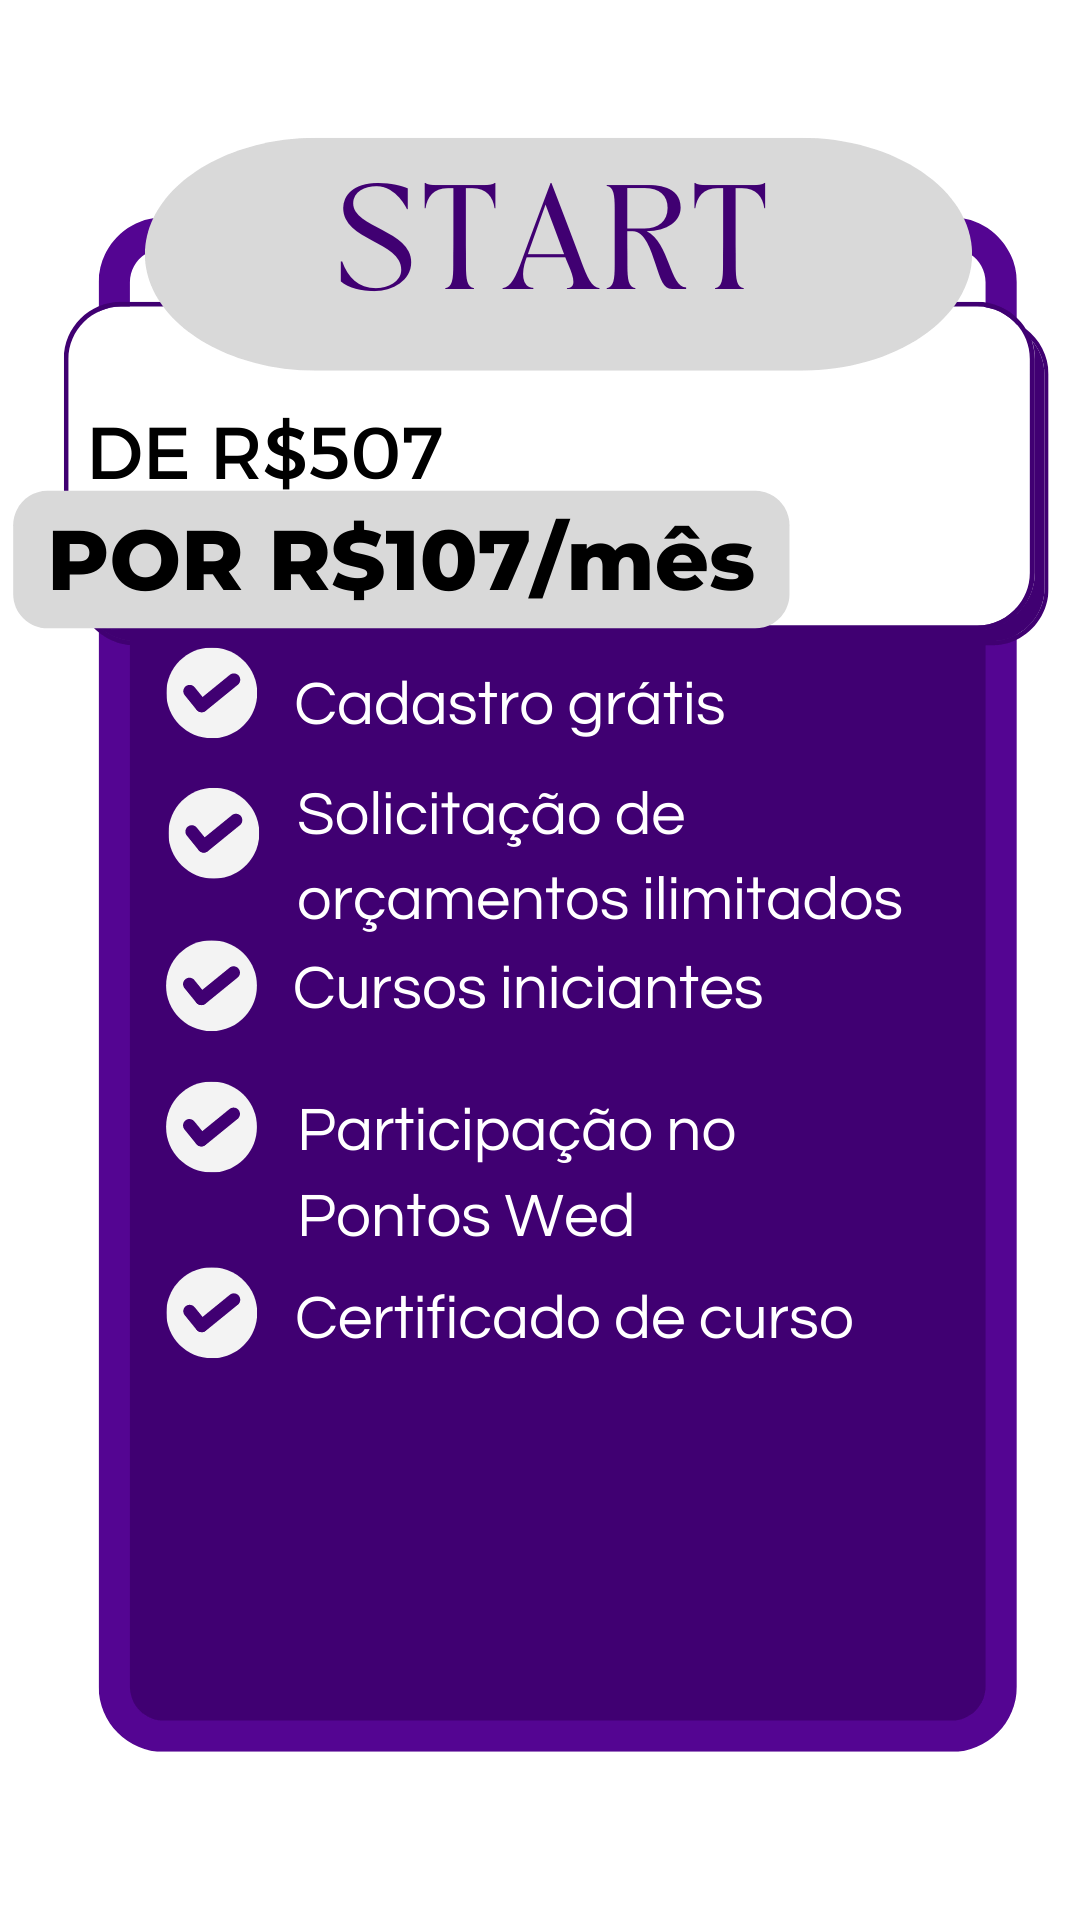 START
DE R$507
POR R$107/mês
Cadastro grátis
Solicitação de
orçamentos ilimitados
Cursos iniciantes
Participação no
Pontos Wed
Certificado de curso